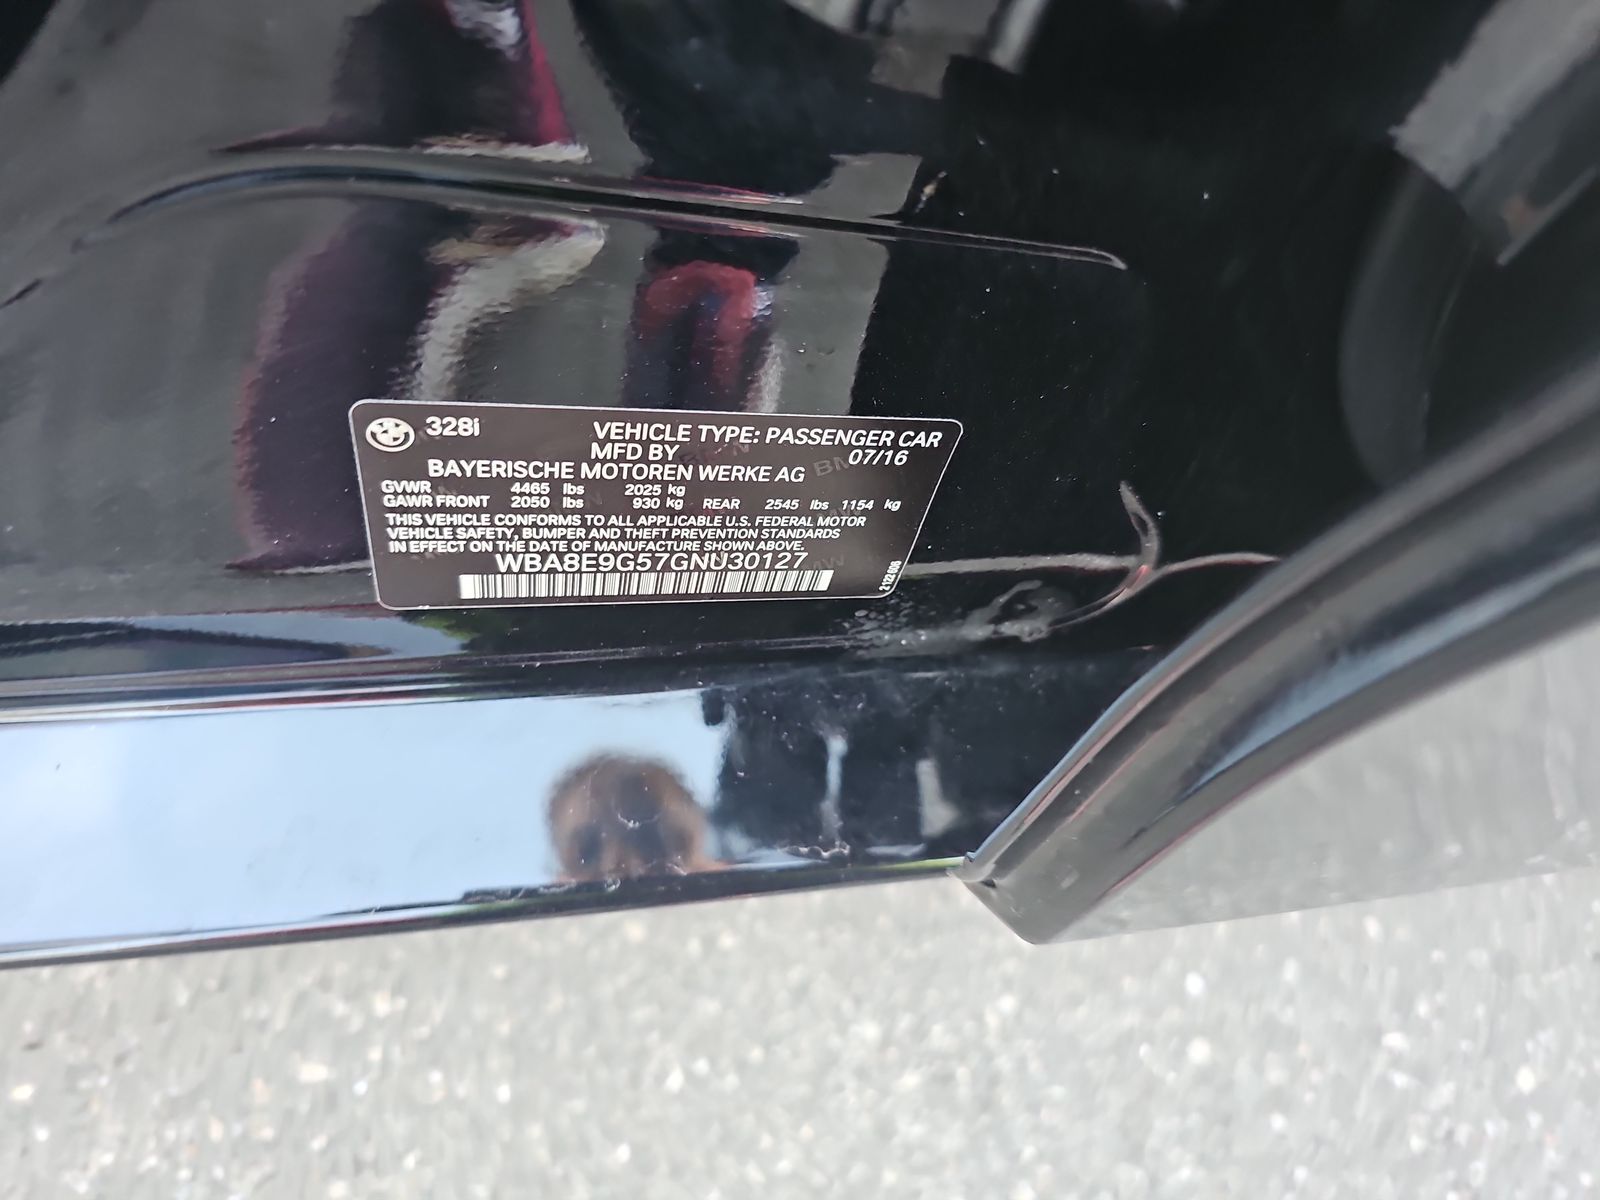 328i
VEHICLE TYPE: PASSENGER CAR
MFD BY 07/16
BAYERISCHE MOTOREN WERKE AG
GVWR 4465 lbs 2025 kg
GAWR FRONT 2050 lbs 930 kg REAR 2545 lbs 1154 kg
THIS VEHICLE CONFORMS TO ALL APPLICABLE U.S. FEDERAL MOTOR
VEHICLE SAFETY, BUMPER AND THEFT PREVENTION STANDARDS
IN EFFECT ON THE DATE OF MANUFACTURE SHOWN ABOVE.
WBA8E9G57GNU30127
2122606